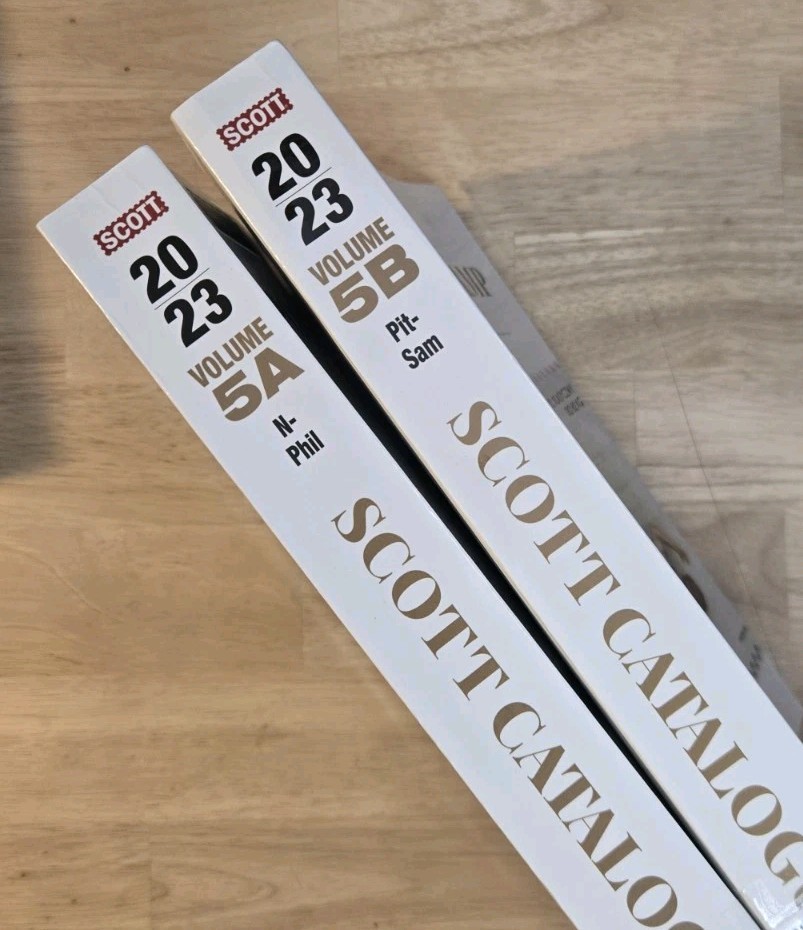 SCOTT
20
23
VOLUME
5A
N-
Phil
SCOTT CATALOG
SCOTT
20
23
VOLUME
5B
Pit-
Sam
SCOTT CATALOG